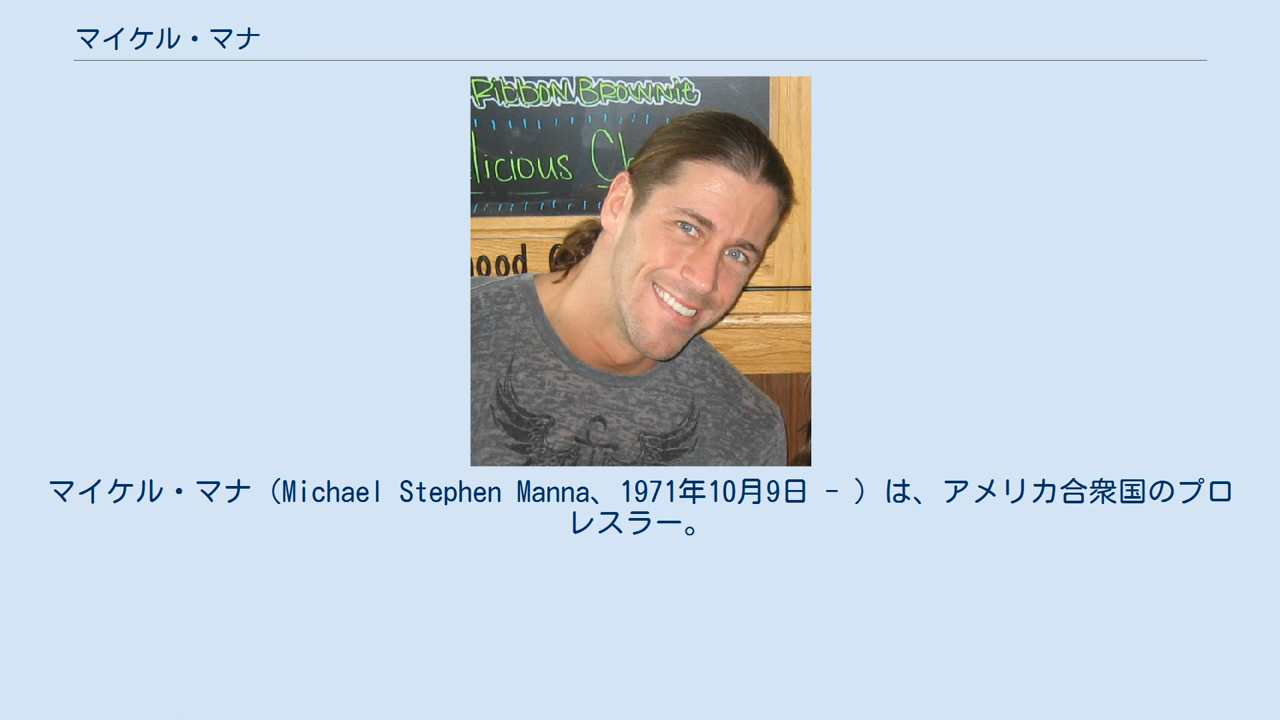 マイケル・マナ
Ribbon Brownie
licious Ch
ood
マイケル・マナ（Michael Stephen Manna、1971年10月9日 - ）は、アメリカ合衆国のプロ
レスラー。